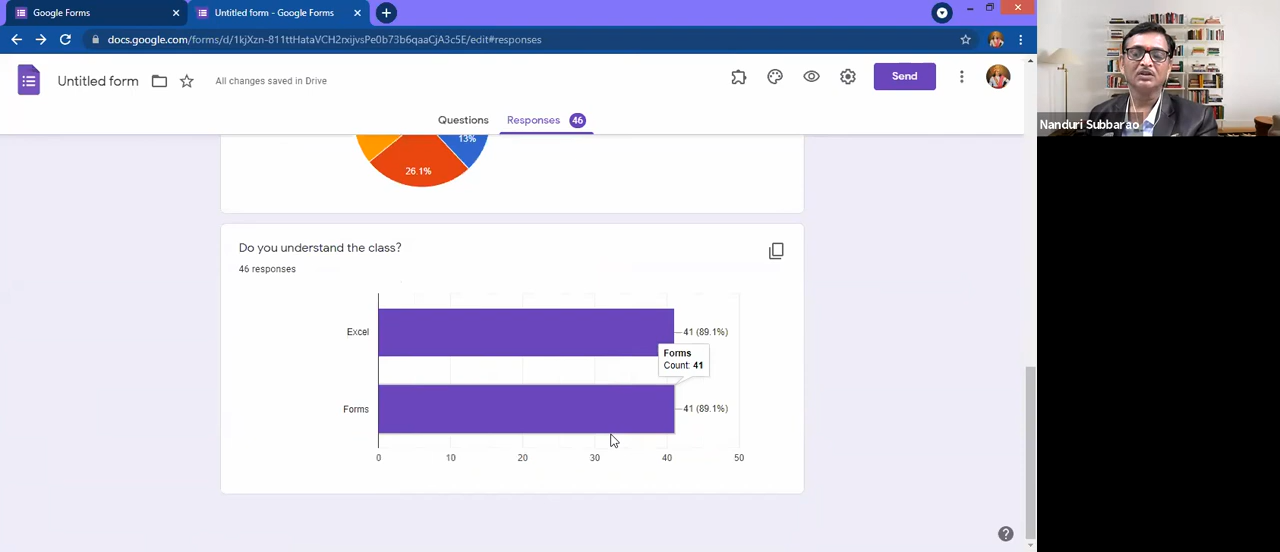 Google Forms
Untitled form - Google Forms
docs.google.com/forms/d/1kjXzn-811ttHataVCH2rxijvsPe0b73b6qaaCjA3c5E/edit#responses
Untitled form
All changes saved in Drive
Send
Nanduri Subbarao
Questions
Responses 46
13%
26.1%
Do you understand the class?
46 responses
Excel
41 (89.1%)
Forms
Count: 41
Forms
41 (89.1%)
0 10 20 30 40 50